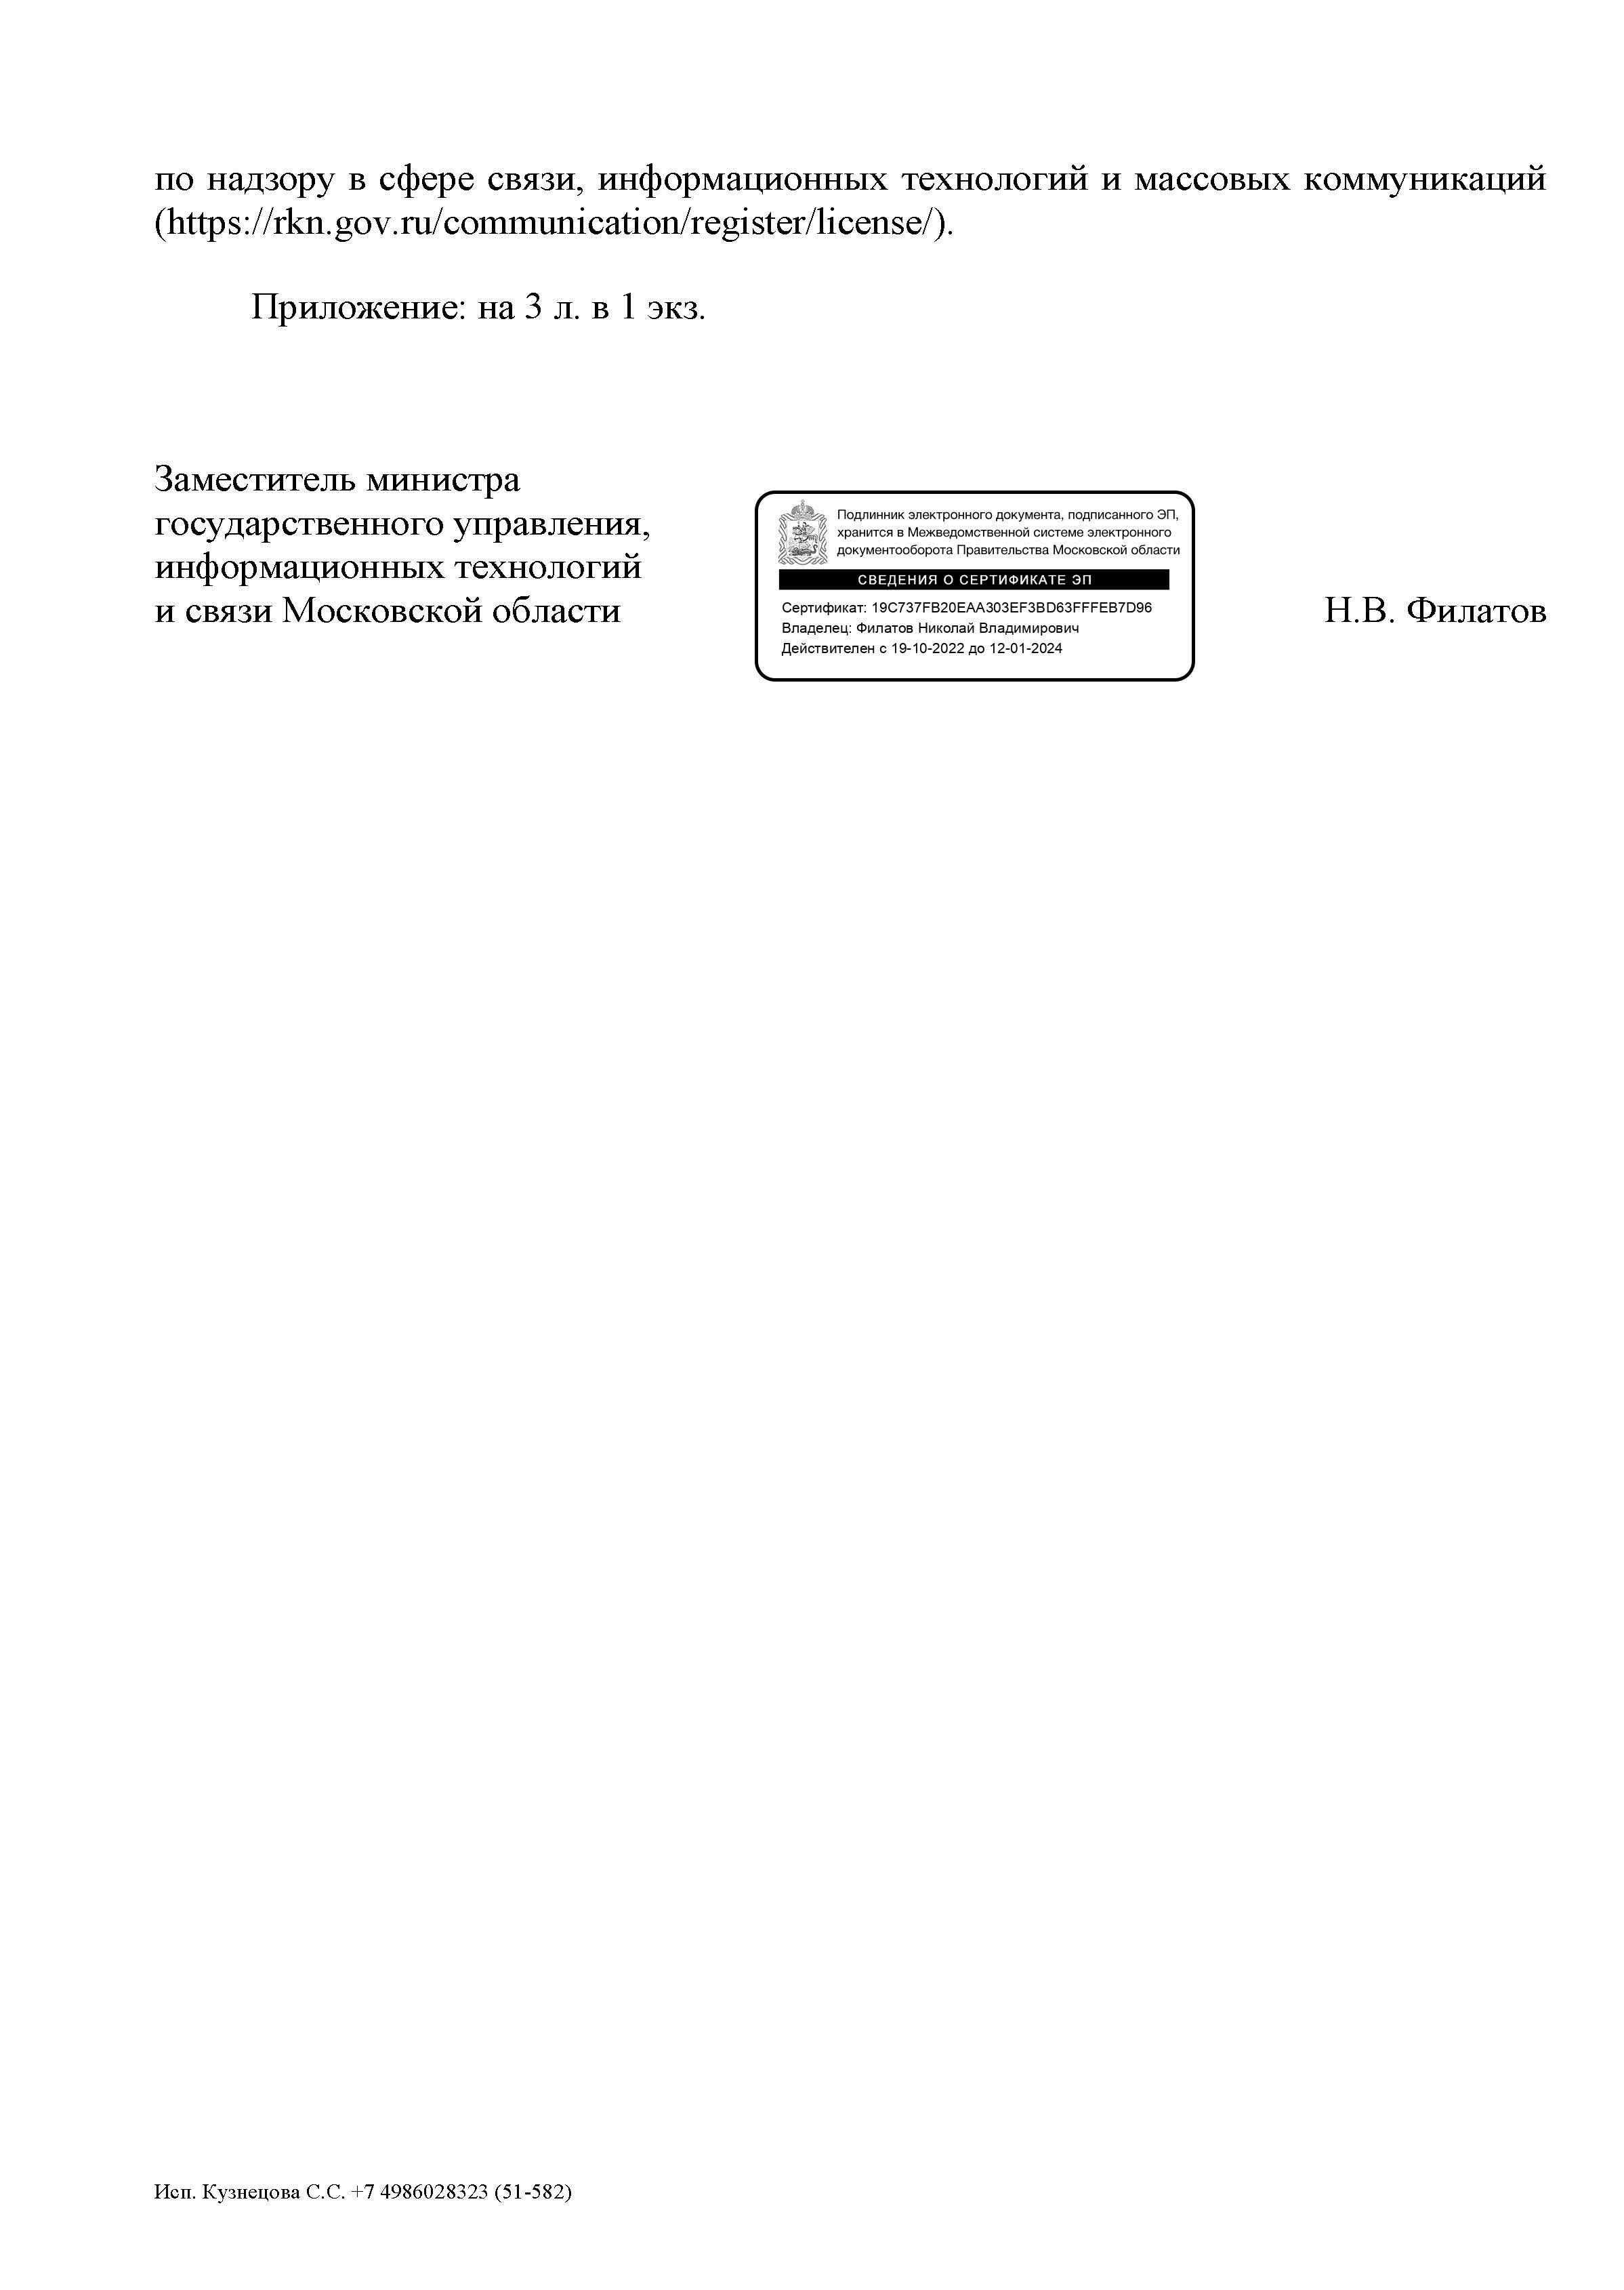 по надзору в сфере связи, информационных технологий и массовых коммуникаций
(https://rkn.gov.ru/communication/register/license/).
Приложение: на 3 л. в 1 экз.
Заместитель министра
государственного управления,
информационных технологий
и связи Московской области
Подлинник электронного документа, подписанного ЭП,
хранится в Межведомственной системе электронного
документооборота Правительства Московской области
СВЕДЕНИЯ О СЕРТИФИКАТЕ ЭП
Сертификат: 19C737FB20EAA303EF3BD63FFFEB7D96
Владелец: Филатов Николай Владимирович
Действителен с 19-10-2022 до 12-01-2024
Н.В. Филатов
Исп. Кузнецова С.С. +7 4986028323 (51-582)